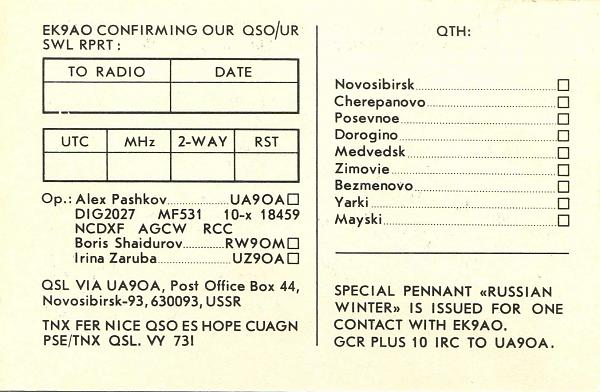 EK9AO CONFIRMING OUR QSO/UR
SWL RPRT:
TO RADIO DATE
UTC MHz 2-WAY RST
Op.: Alex Pashkov..............UA9OA □
DIG2027 MF531 10-x 18459
NCDXF AGCW RCC
Boris Shaidurov..........RW9OM □
Irina Zaruba..................UZ9OA □
QSL VIA UA9OA, Post Office Box 44,
Novosibirsk-93, 630093, USSR
TNX FER NICE QSO ES HOPE CUAGN
PSE/TNX QSL. VY 73!
QTH:
Novosibirsk □
Cherepanovo □
Posevnoe □
Dorogino □
Medvedsk □
Zimovie □
Bezmenovo □
Yarki □
Mayski □
SPECIAL PENNANT «RUSSIAN
WINTER» IS ISSUED FOR ONE
CONTACT WITH EK9AO.
GCR PLUS 10 IRC TO UA9OA.